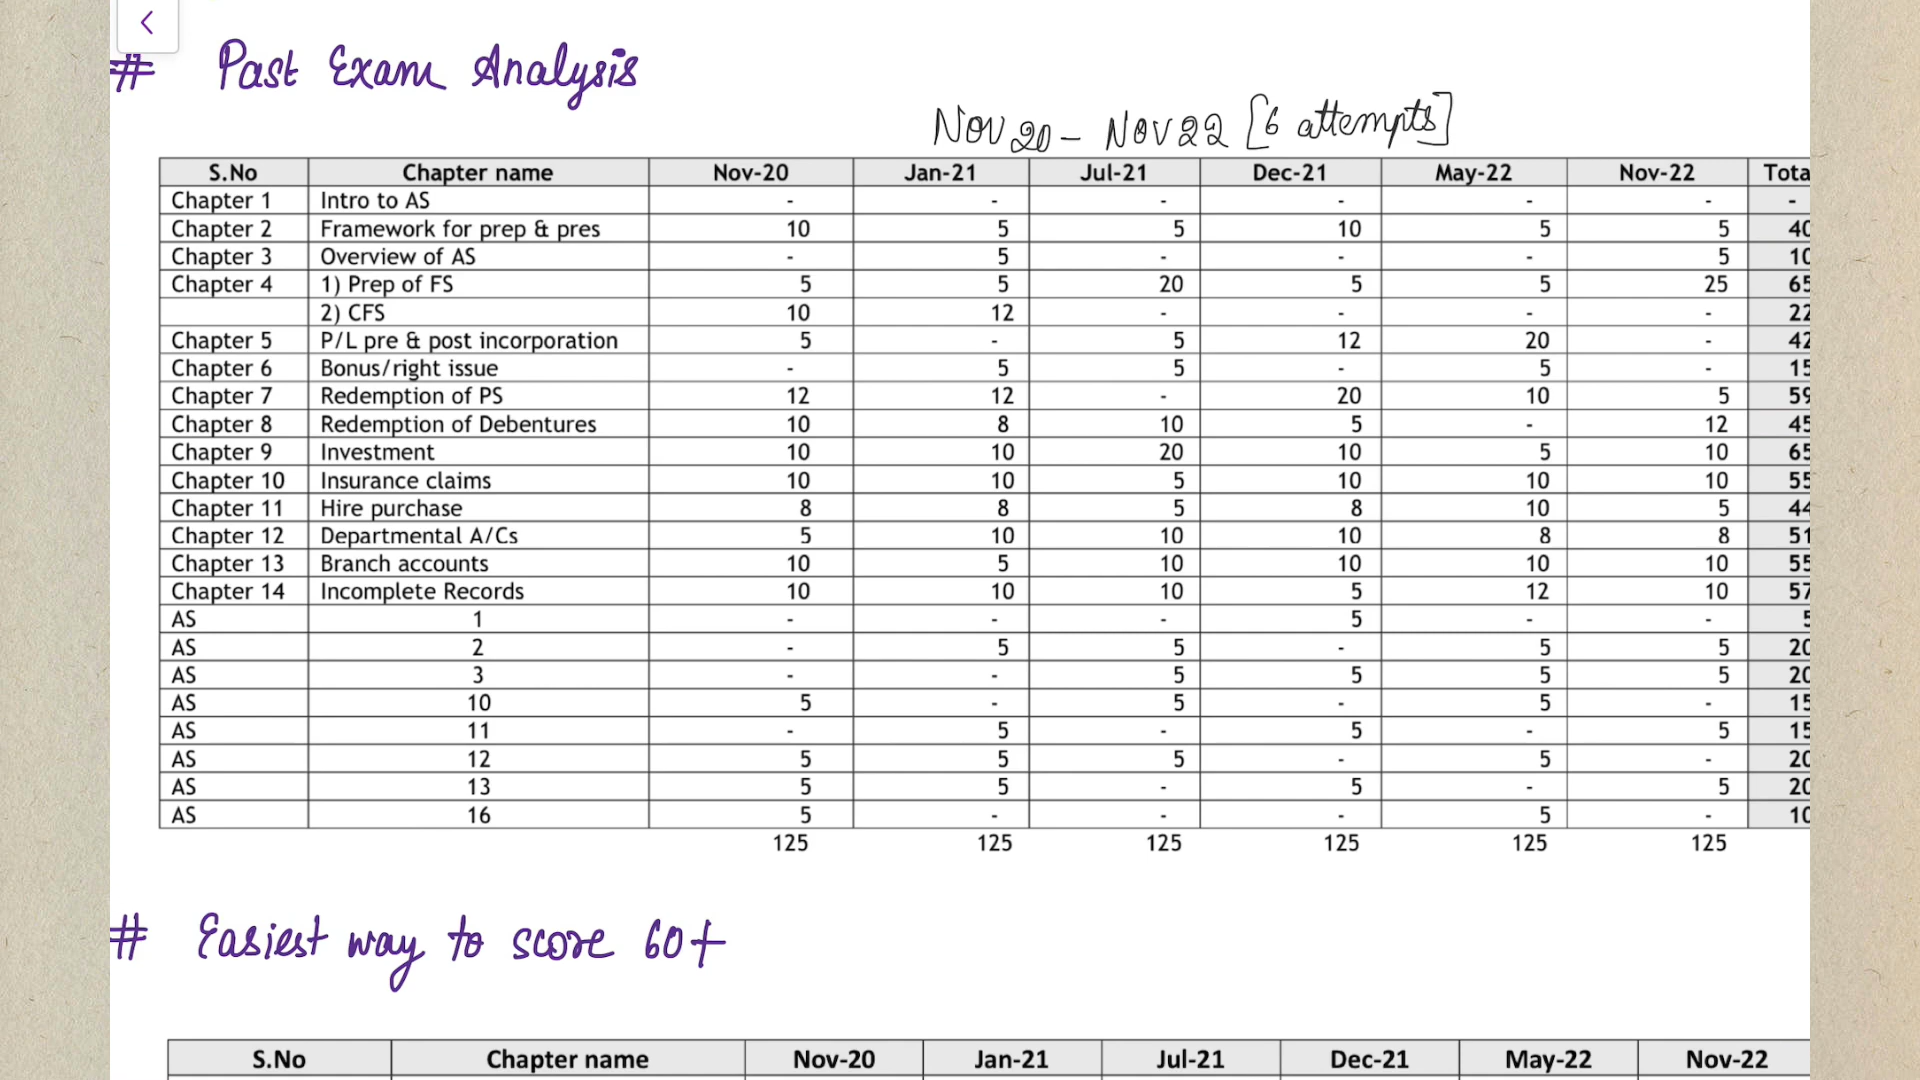 # Past Exam Analysis
Nov 20 - Nov 22 [6 attempts]
S.No Chapter name Nov-20 Jan-21 Jul-21 Dec-21 May-22 Nov-22 Tota
Chapter 1 Intro to AS - - - - - - -
Chapter 2 Framework for prep & pres 10 5 5 10 5 5 40
Chapter 3 Overview of AS - 5 - - - 5 10
Chapter 4 1) Prep of FS 5 5 20 5 5 25 65
2) CFS 10 12 - - - - 22
Chapter 5 P/L pre & post incorporation 5 - 5 12 20 - 42
Chapter 6 Bonus/right issue - 5 5 - 5 - 15
Chapter 7 Redemption of PS 12 12 - 20 10 5 59
Chapter 8 Redemption of Debentures 10 8 10 5 - 12 45
Chapter 9 Investment 10 10 20 10 5 10 65
Chapter 10 Insurance claims 10 10 5 10 10 10 55
Chapter 11 Hire purchase 8 8 5 8 10 5 44
Chapter 12 Departmental A/Cs 5 10 10 10 8 8 51
Chapter 13 Branch accounts 10 5 10 10 10 10 55
Chapter 14 Incomplete Records 10 10 10 5 12 10 57
AS 1 - - - 5 - - 5
AS 2 - 5 5 - 5 5 20
AS 3 - - 5 5 5 5 20
AS 10 5 - 5 - 5 - 15
AS 11 - 5 - 5 - 5 15
AS 12 5 5 5 - 5 - 20
AS 13 5 5 - 5 - 5 20
AS 16 5 - - - 5 - 10
125 125 125 125 125 125
# Easiest way to score 60+
S.No Chapter name Nov-20 Jan-21 Jul-21 Dec-21 May-22 Nov-22